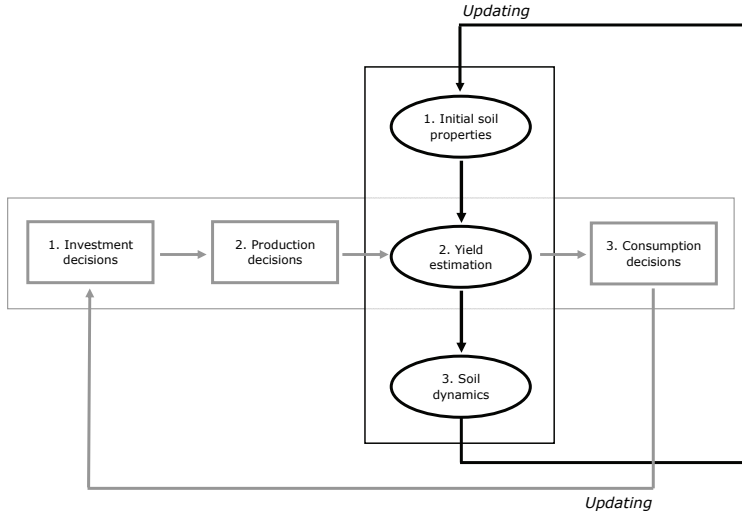 Updating
1. Initial soil
properties
1. Investment
decisions
2. Production
decisions
2. Yield
estimation
3. Consumption
decisions
3. Soil
dynamics
Updating